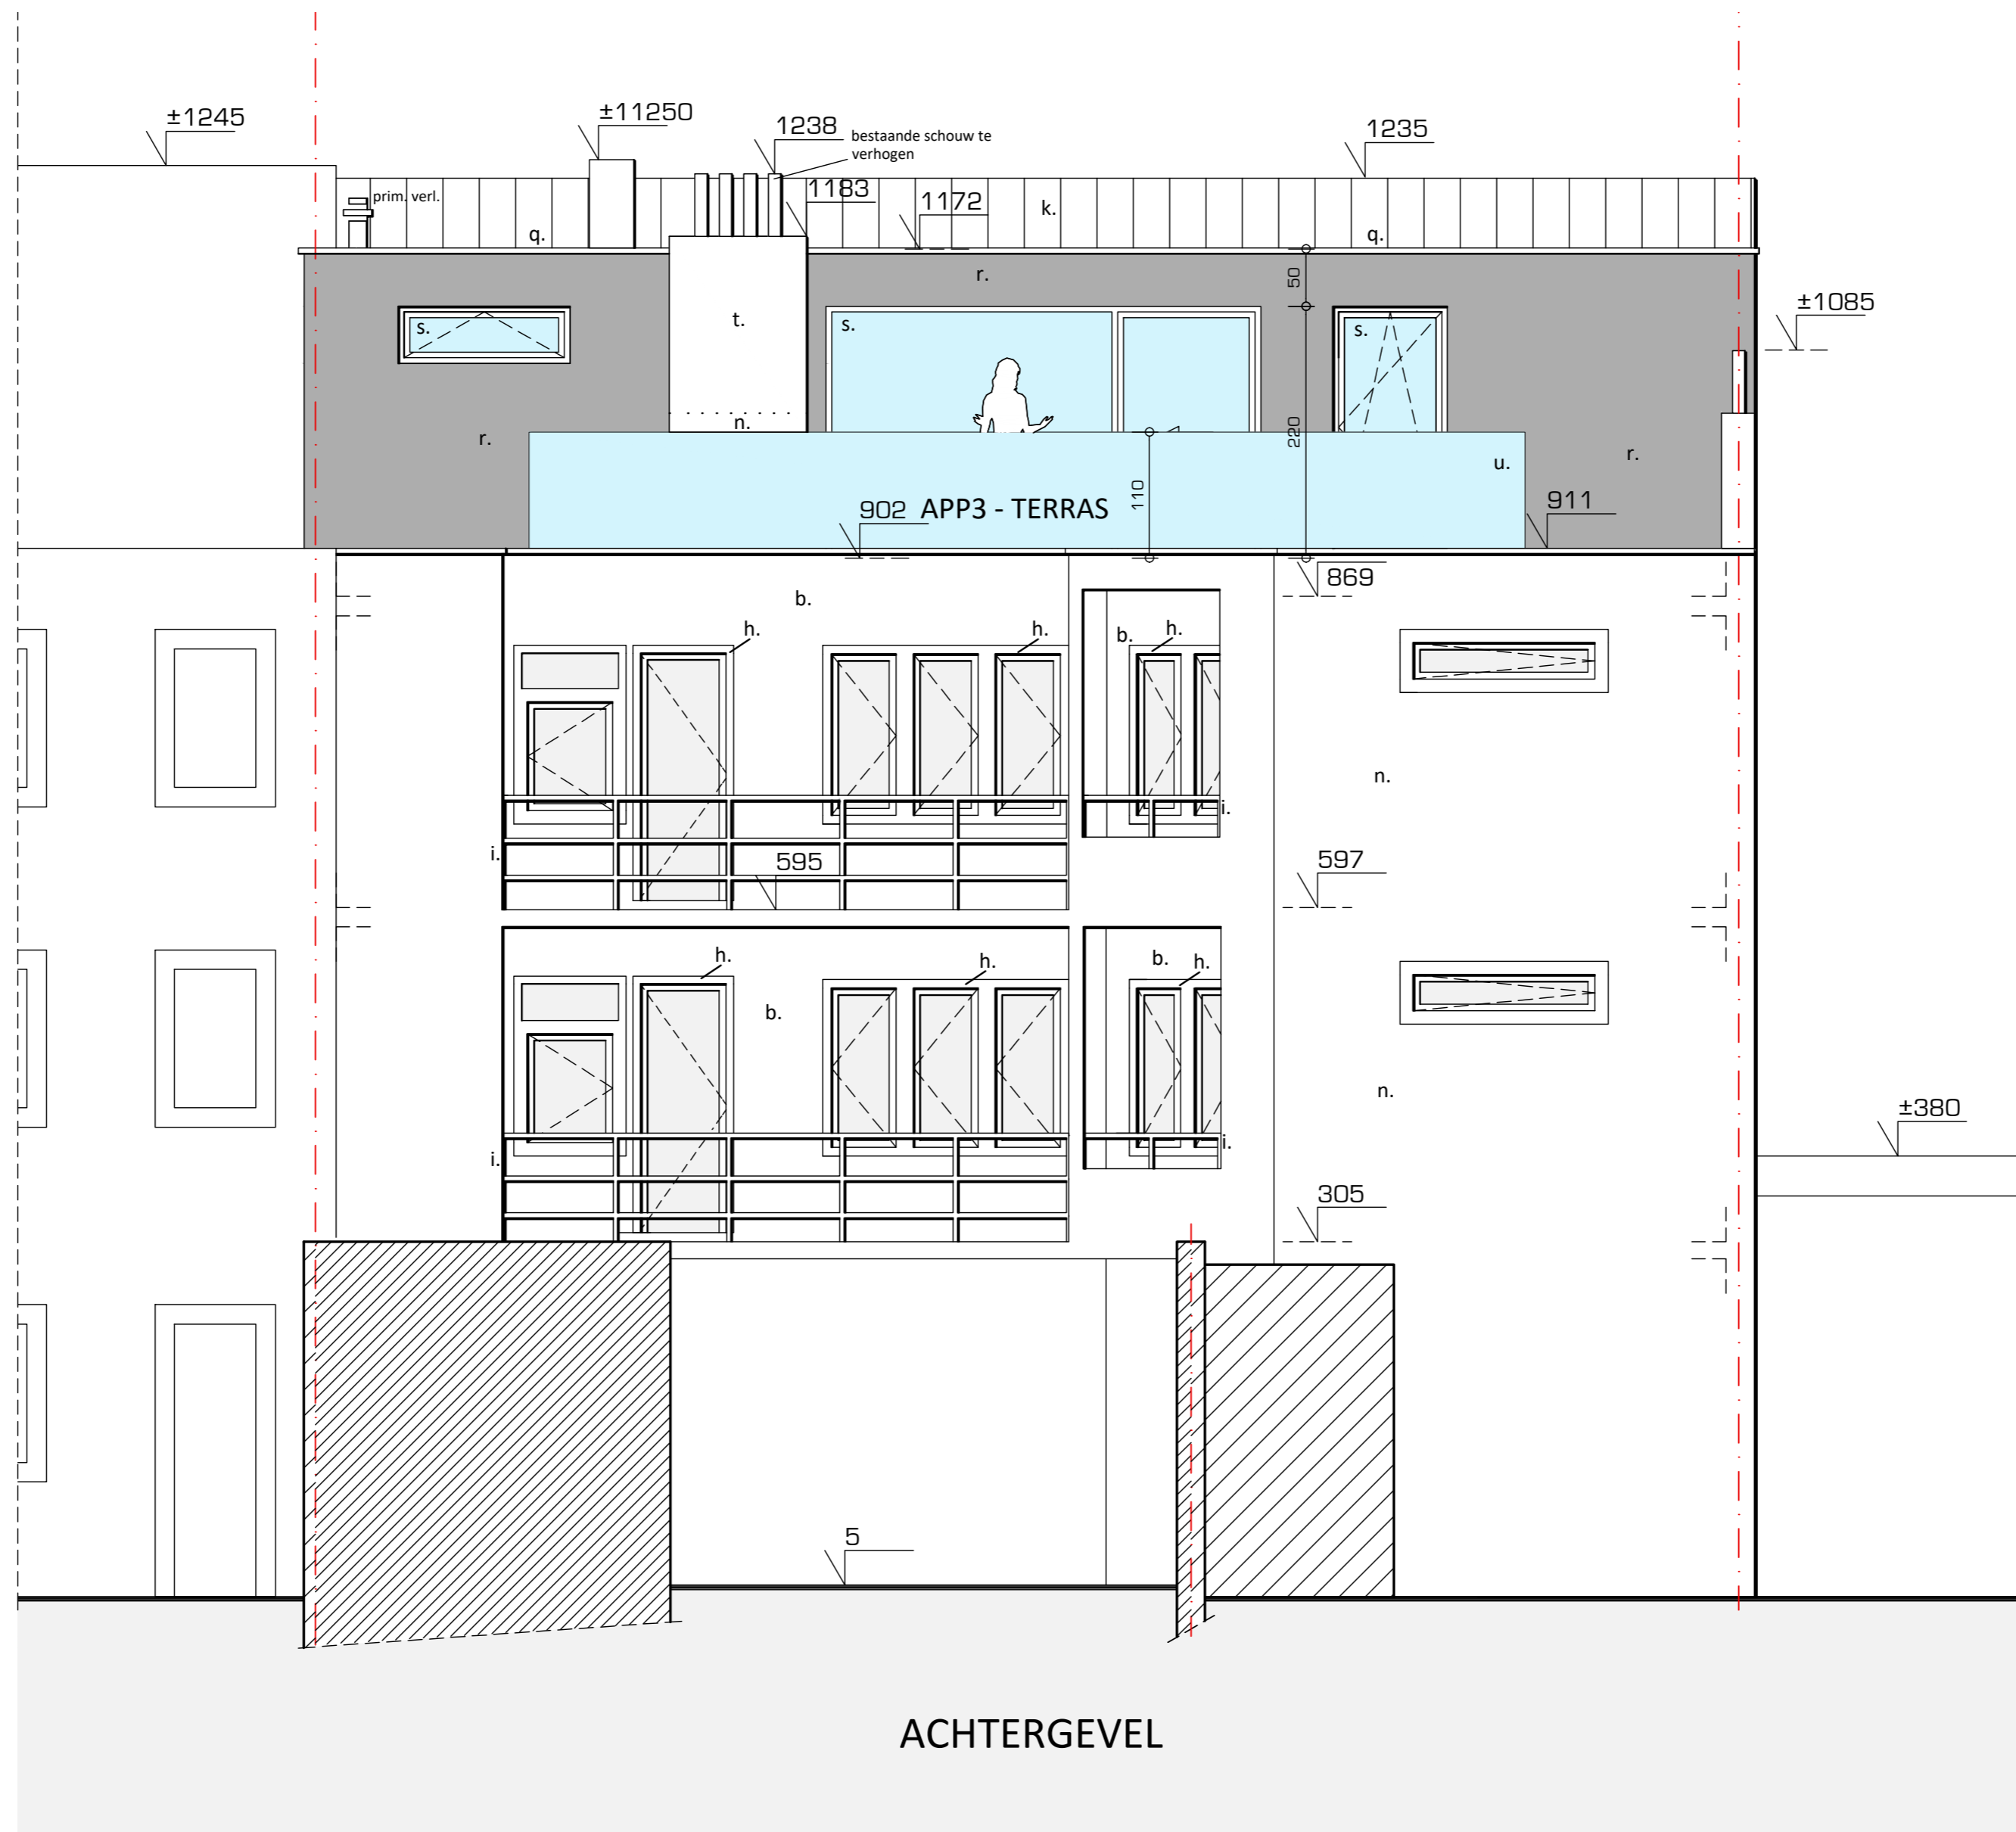 ±1245
±11250
1238
bestaande schouw te
verhogen
1235
1183
1172
prim. verl.
k.
q.
q.
r.
50
±1085
s.
t.
s.
s.
n.
r.
220
r.
u.
110
902
APP3 - TERRAS
911
869
b.
h.
h.
b.
h.
n.
i.
i.
595
597
h.
h.
b.
h.
b.
n.
±380
i.
i.
305
5
ACHTERGEVEL